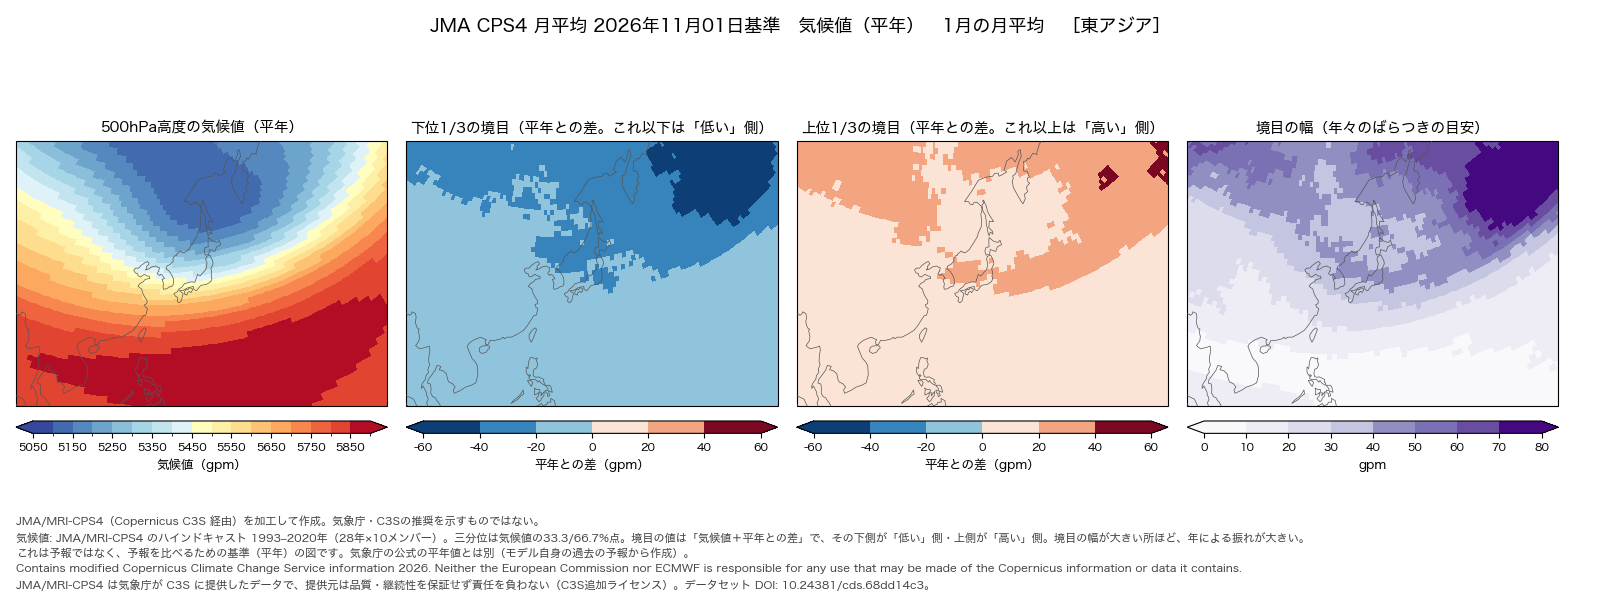 JMA CPS4 月平均 2026年11月01日基準　気候値（平年）　1月の月平均　［東アジア］
500hPa高度の気候値（平年）
下位1/3の境目（平年との差。これ以下は「低い」側）
上位1/3の境目（平年との差。これ以上は「高い」側）
境目の幅（年々のばらつきの目安）
5050 5150 5250 5350 5450 5550 5650 5750 5850
気候値（gpm）
-60 -40 -20 0 20 40 60
平年との差（gpm）
-60 -40 -20 0 20 40 60
平年との差（gpm）
0 10 20 30 40 50 60 70 80
gpm
JMA/MRI-CPS4（Copernicus C3S 経由）を加工して作成。気象庁・C3Sの推奨を示すものではない。
気候値: JMA/MRI-CPS4 のハインドキャスト 1993–2020年（28年×10メンバー）。三分位は気候値の33.3/66.7%点。境目の値は「気候値＋平年との差」で、その下側が「低い」側・上側が「高い」側。境目の幅が大きい所ほど、年による振れが大きい。
これは予報ではなく、予報を比べるための基準（平年）の図です。気象庁の公式の平年値とは別（モデル自身の過去の予報から作成）。
Contains modified Copernicus Climate Change Service information 2026. Neither the European Commission nor ECMWF is responsible for any use that may be made of the Copernicus information or data it contains.
JMA/MRI-CPS4 は気象庁が C3S に提供したデータで、提供元は品質・継続性を保証せず責任を負わない（C3S追加ライセンス）。データセット DOI: 10.24381/cds.68dd14c3。